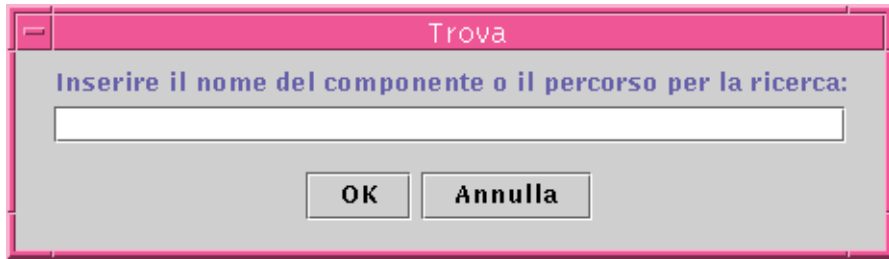 Trova
Inserire il nome del componente o il percorso per la ricerca:
OK
Annulla